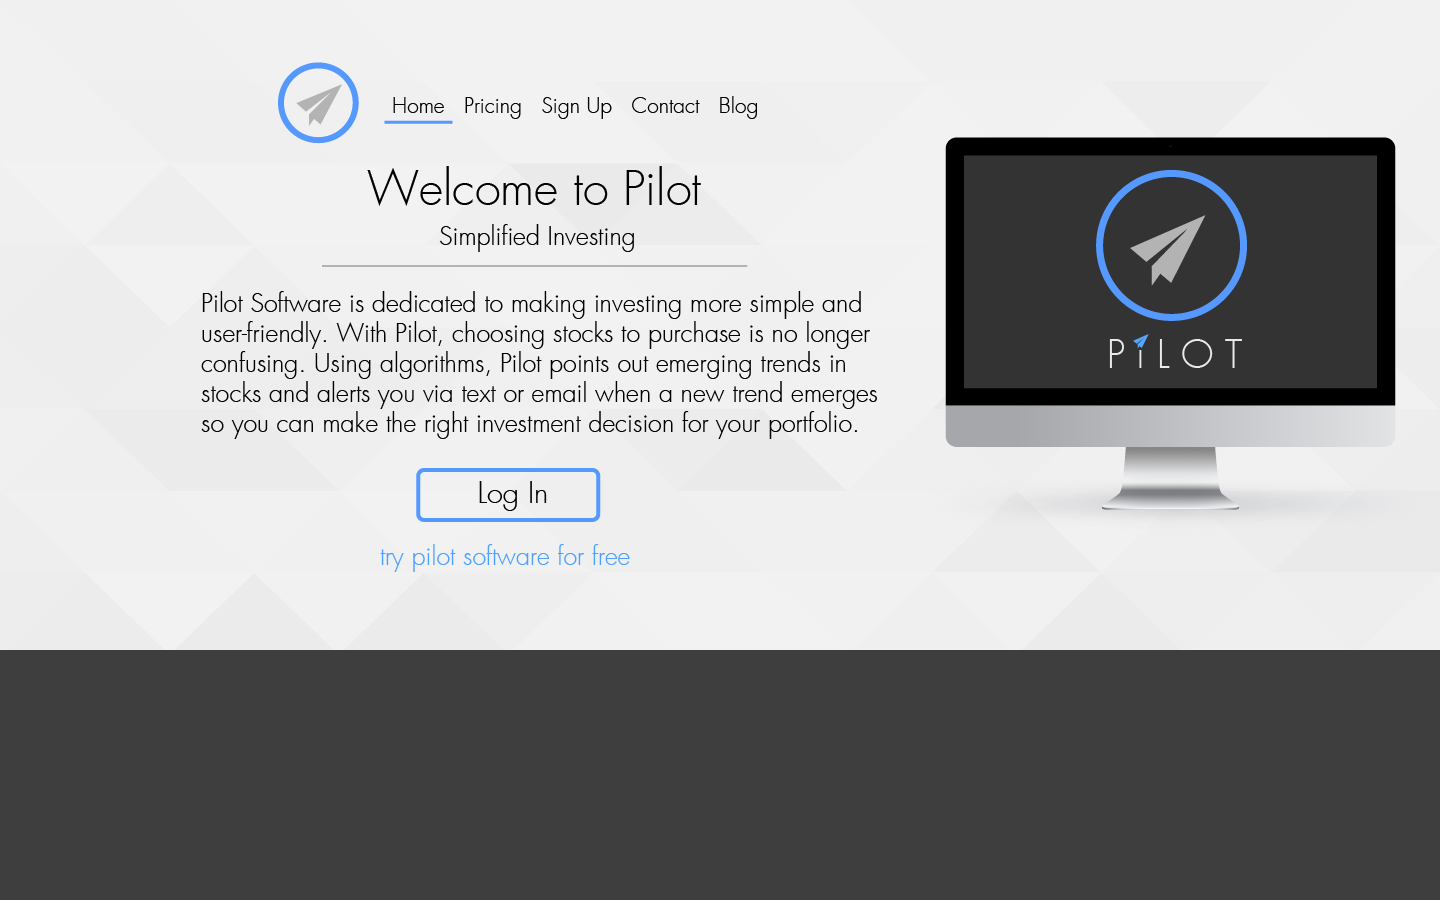 Home Pricing Sign Up Contact Blog
Welcome to Pilot
Simplified Investing
Pilot Software is dedicated to making investing more simple and
user-friendly. With Pilot, choosing stocks to purchase is no longer
confusing. Using algorithms, Pilot points out emerging trends in
stocks and alerts you via text or email when a new trend emerges
so you can make the right investment decision for your portfolio.
Log In
try pilot software for free
PiLOT